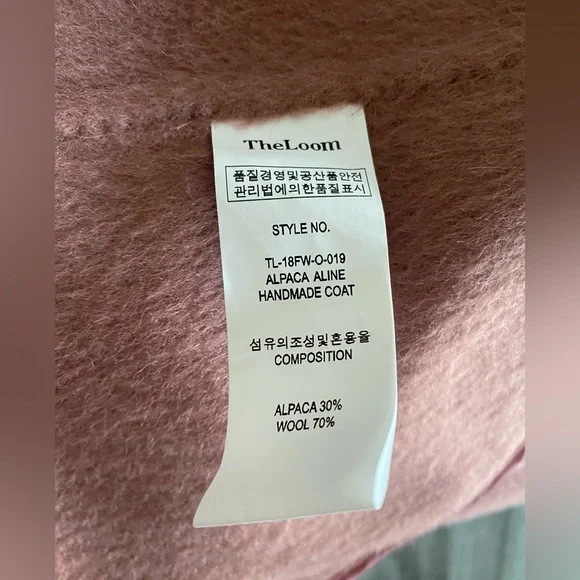 TheLoom
품질경영및공산품안전
관리법에의한품질표시
STYLE NO.
TL-18FW-O-019
ALPACA ALINE
HANDMADE COAT
섬유의조성및혼용율
COMPOSITION
ALPACA 30%
WOOL 70%